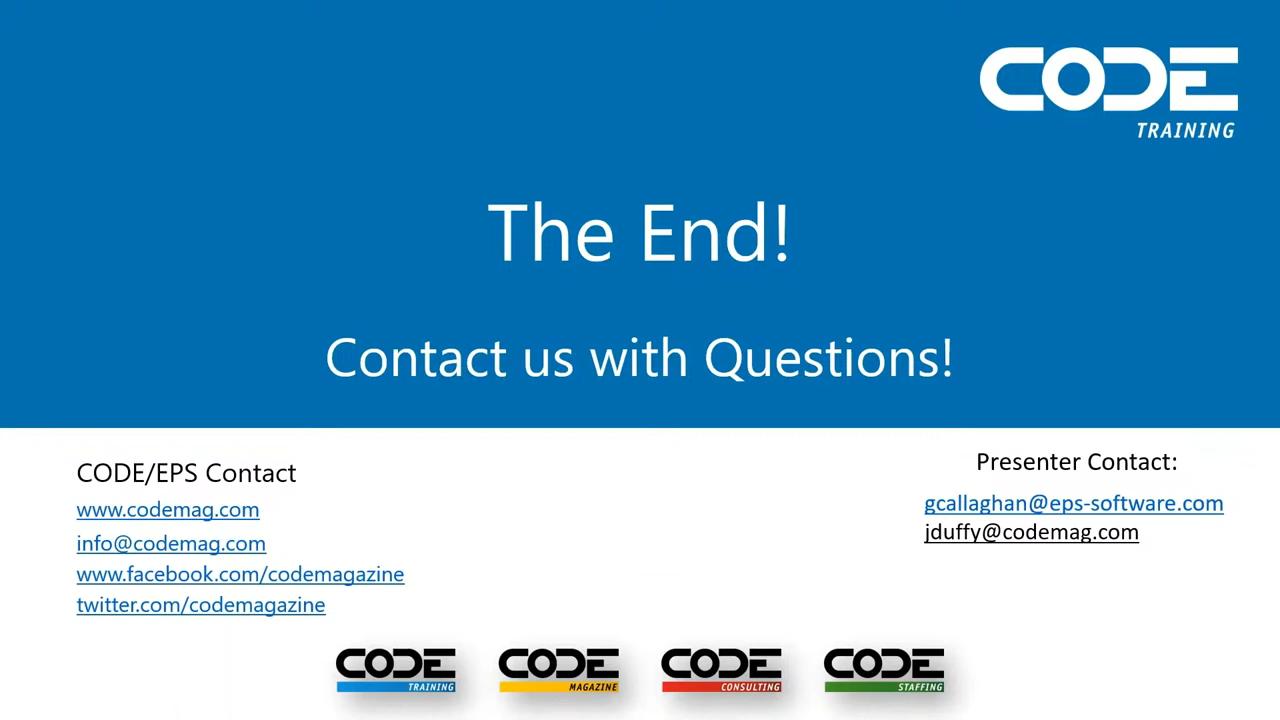 CODE
TRAINING
The End!
Contact us with Questions!
CODE/EPS Contact
www.codemag.com
info@codemag.com
www.facebook.com/codemagazine
twitter.com/codemagazine
Presenter Contact:
gcallaghan@eps-software.com
jduffy@codemag.com
CODE TRAINING
CODE MAGAZINE
CODE CONSULTING
CODE STAFFING